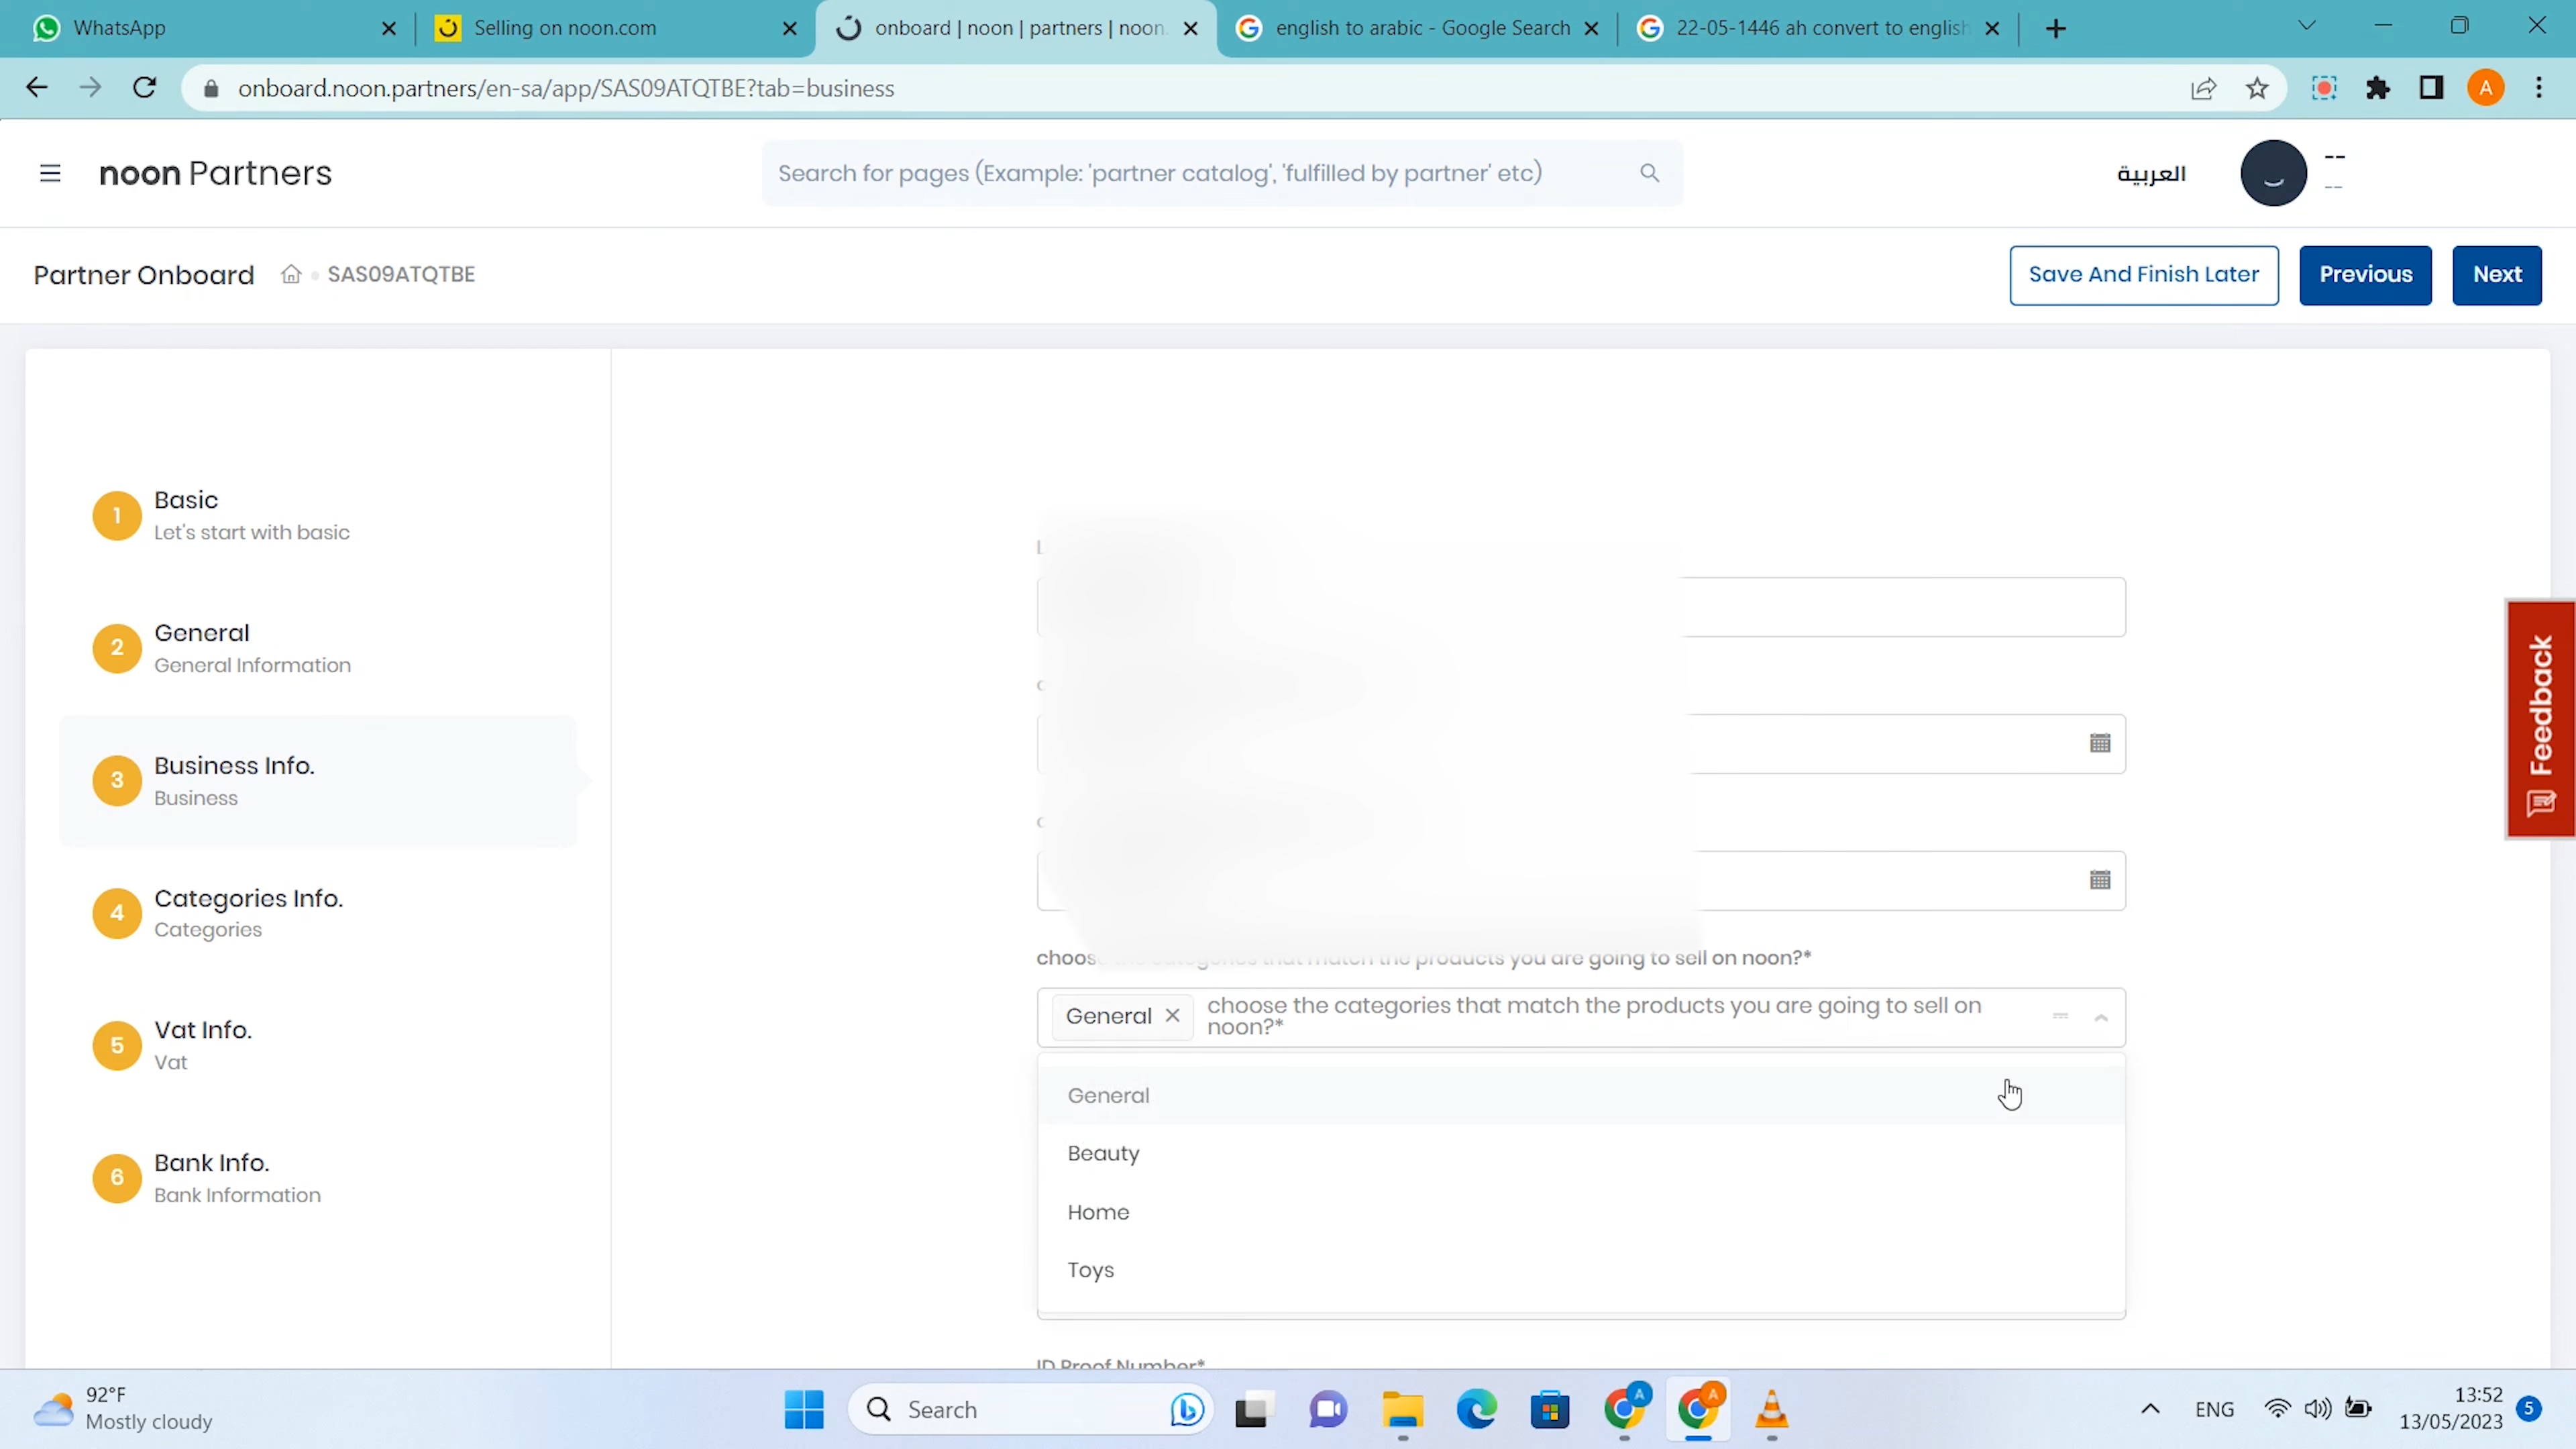 WhatsApp
Selling on noon.com
onboard | noon | partners | noon.
english to arabic - Google Search
22-05-1446 ah convert to english
onboard.noon.partners/en-sa/app/SAS09ATQTBE?tab=business
A
noon Partners
Search for pages (Example: 'partner catalog', 'fulfilled by partner' etc)
العربية
--
--
Partner Onboard
SAS09ATQTBE
Save And Finish Later
Previous
Next
1
Basic
Let's start with basic
2
General
General Information
3
Business Info.
Business
4
Categories Info.
Categories
5
Vat Info.
Vat
6
Bank Info.
Bank Information
choose the categories that match the products you are going to sell on noon?*
General
choose the categories that match the products you are going to sell on
noon?*
General
Beauty
Home
Toys
ID Proof Number*
Feedback
92°F
Mostly cloudy
Search
A
A
ENG
13:52
13/05/2023
5